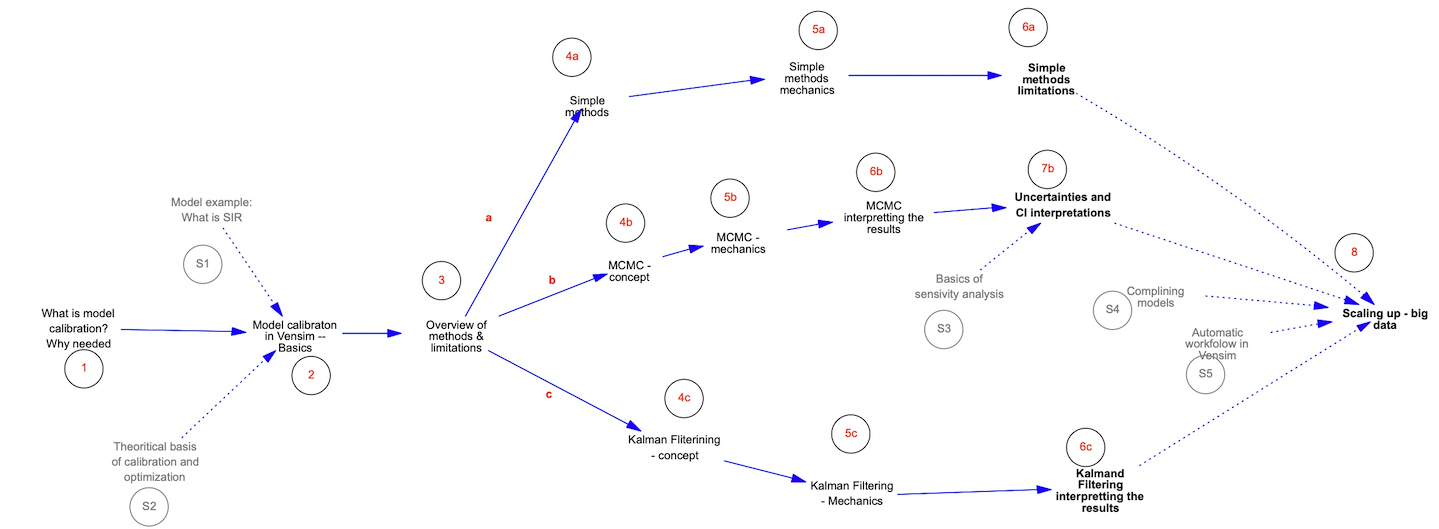 5a
6a
4a
Simple
methods
mechanics
Simple
methods
limitations
Simple
methods
6b
7b
Model example:
What is SIR
5b
Uncertainties and
CI interpretations
a
MCMC
interpretting the
results
4b
MCMC -
mechanics
S1
3
MCMC -
concept
8
b
Basics of
sensivity analysis
Complining
models
S4
What is model
calibration?
Why needed
Model calibraton
in Vensim --
Basics
Overview of
methods &
limitations
Scaling up - big
data
S3
Automatic
workfolow in
Vensim
1
2
S5
c
4c
Kalman Fliterining
- concept
5c
Theoritical basis
of calibration and
optimization
6c
Kalmand
Filtering
interpretting the
results
Kalman Filtering
- Mechanics
S2